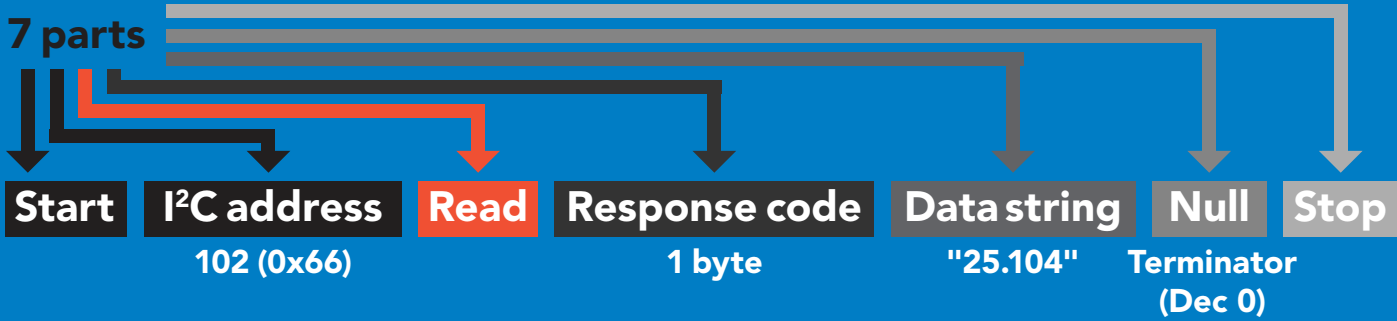 7 parts
Start I²C address Read Response code Data string Null Stop
102 (0x66) 1 byte "25.104" Terminator
(Dec 0)